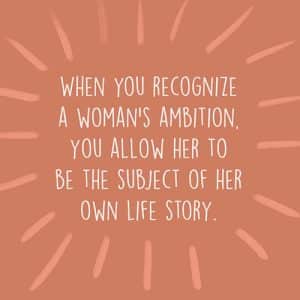 WHEN YOU RECOGNIZE
A WOMAN'S AMBITION,
YOU ALLOW HER TO
BE THE SUBJECT OF HER
OWN LIFE STORY.